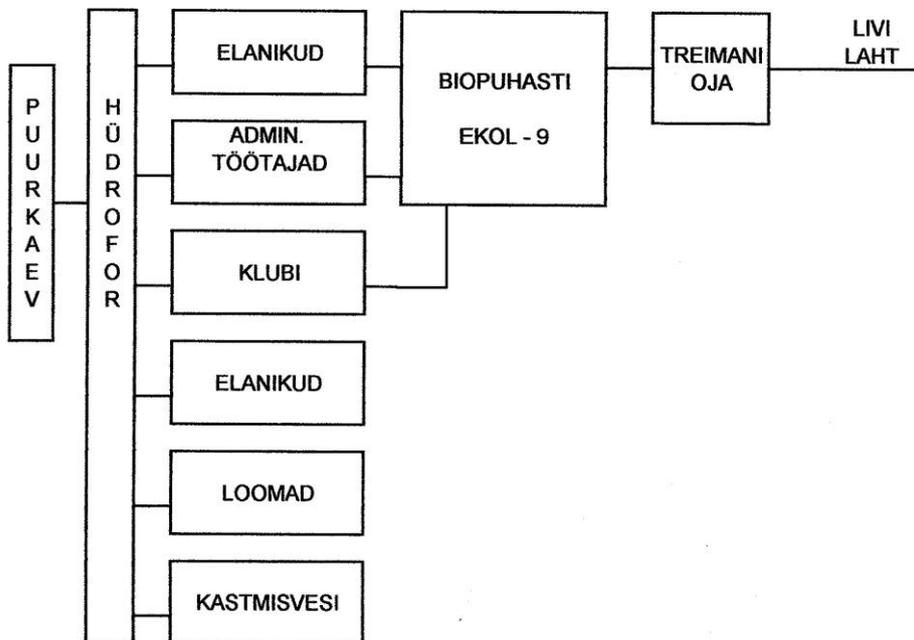 PUURKAEV
HÜDROFOR
ELANIKUD
ADMIN.
TÖÖTAJAD
KLUBI
ELANIKUD
LOOMAD
KASTMISVESI
BIOPUHASTI
EKOL - 9
TREIMANI
OJA
LIVI
LAHT